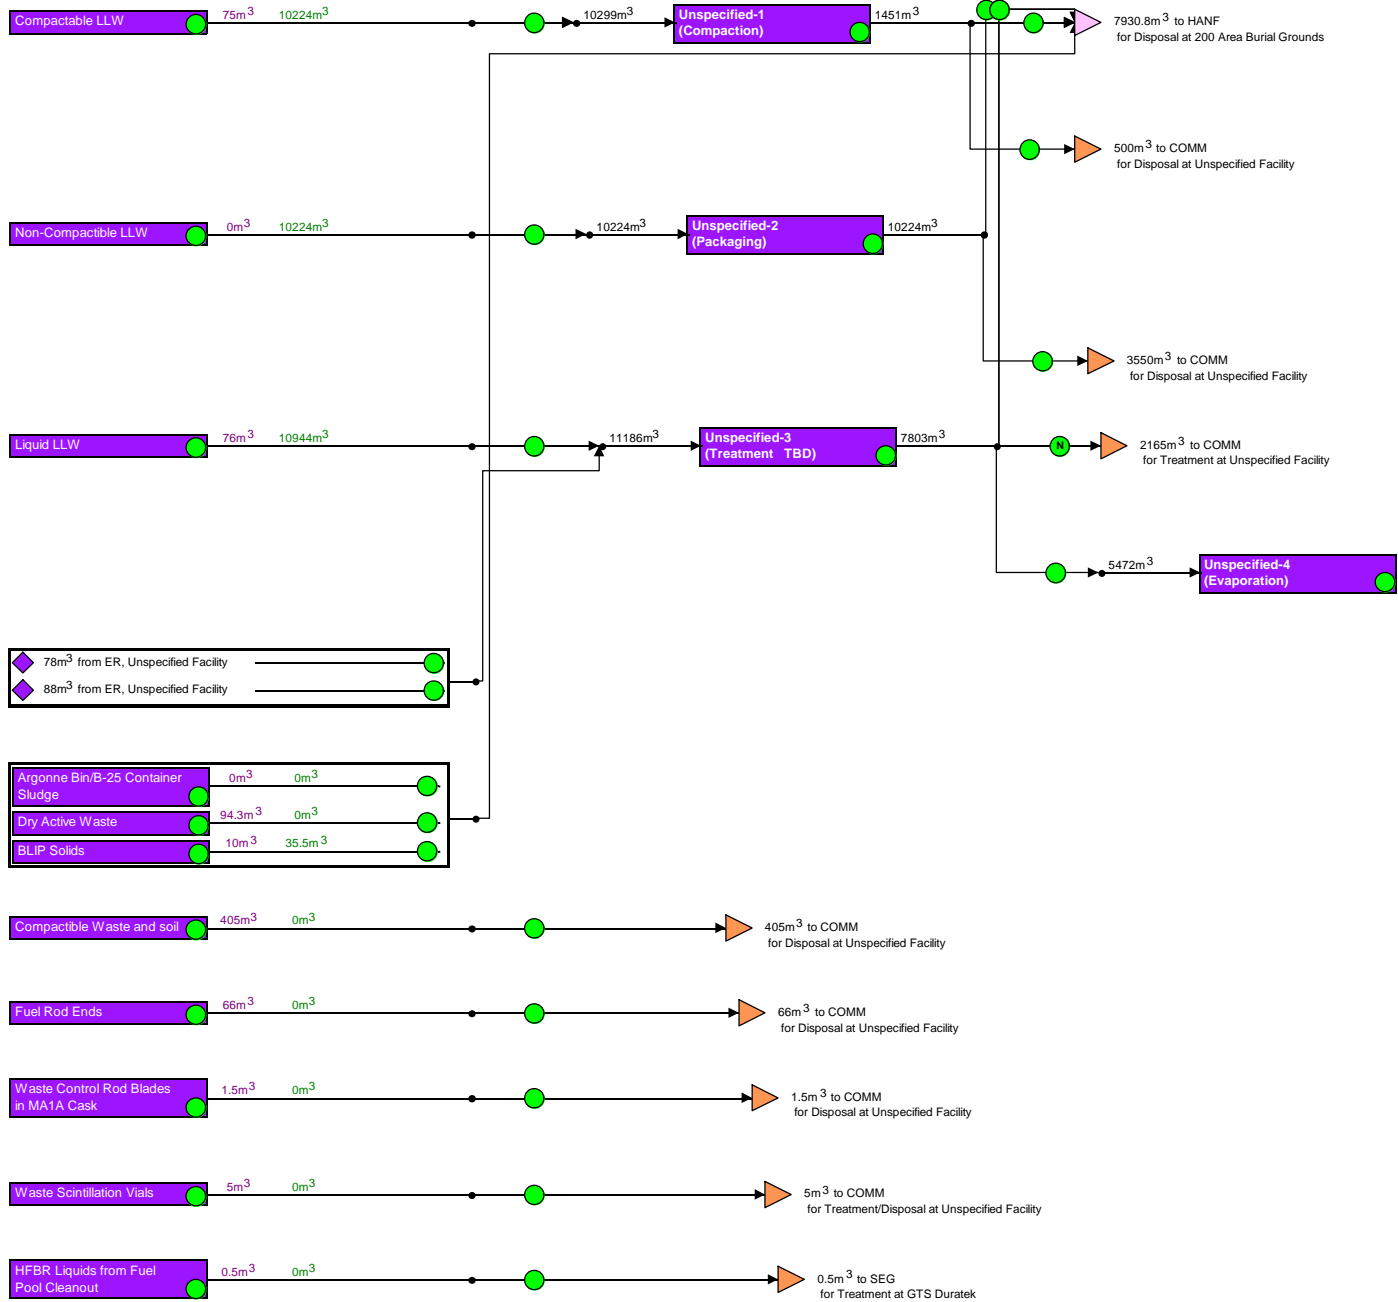 Compactable LLW 75m3 10224m3 10299m3 Unspecified-1 (Compaction) 1451m3 7930.8m3 to HANF
for Disposal at 200 Area Burial Grounds
500m3 to COMM
for Disposal at Unspecified Facility
Non-Compactible LLW 0m3 10224m3 10224m3 Unspecified-2 (Packaging) 10224m3
3550m3 to COMM
for Disposal at Unspecified Facility
Liquid LLW 76m3 10944m3 11186m3 Unspecified-3 (Treatment TBD) 7803m3 N 2165m3 to COMM
for Treatment at Unspecified Facility
5472m3 Unspecified-4
(Evaporation)
78m3 from ER, Unspecified Facility
88m3 from ER, Unspecified Facility
Argonne Bin/B-25 Container 0m3 0m3
Sludge
Dry Active Waste 94.3m3 0m3
BLIP Solids 10m3 35.5m3
Compactible Waste and soil 405m3 0m3 405m3 to COMM
for Disposal at Unspecified Facility
Fuel Rod Ends 66m3 0m3 66m3 to COMM
for Disposal at Unspecified Facility
Waste Control Rod Blades 1.5m3 0m3 1.5m3 to COMM
in MA1A Cask for Disposal at Unspecified Facility
Waste Scintillation Vials 5m3 0m3 5m3 to COMM
for Treatment/Disposal at Unspecified Facility
HFBR Liquids from Fuel 0.5m3 0m3 0.5m3 to SEG
Pool Cleanout for Treatment at GTS Duratek